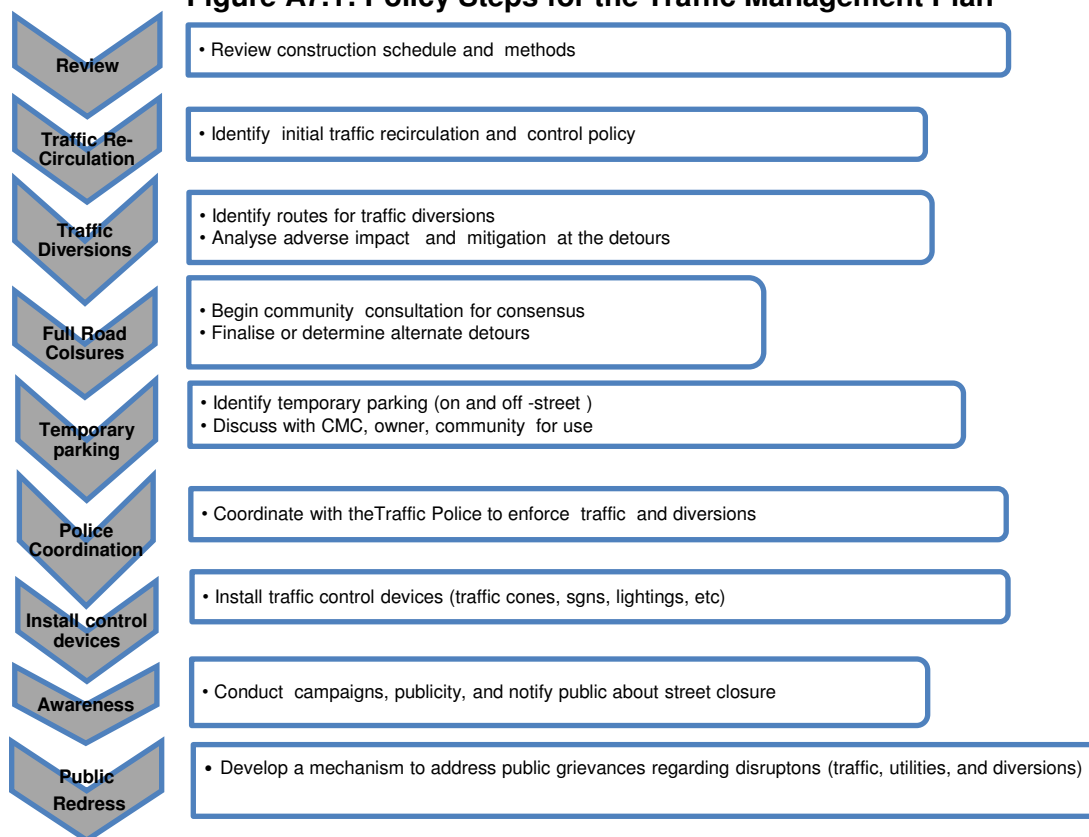 Figure A7.1: Policy Steps for the Traffic Management Plan
Review
• Review construction schedule and methods
Traffic Re-
Circulation
• Identify initial traffic recirculation and control policy
Traffic
Diversions
• Identify routes for traffic diversions
• Analyse adverse impact and mitigation at the detours
Full Road
Colsures
• Begin community consultation for consensus
• Finalise or determine alternate detours
Temporary
parking
• Identify temporary parking (on and off -street )
• Discuss with CMC, owner, community for use
Police
Coordination
• Coordinate with theTraffic Police to enforce traffic and diversions
Install control
devices
• Install traffic control devices (traffic cones, sgns, lightings, etc)
Awareness
• Conduct campaigns, publicity, and notify public about street closure
Public
Redress
• Develop a mechanism to address public grievances regarding disruptons (traffic, utilities, and diversions)